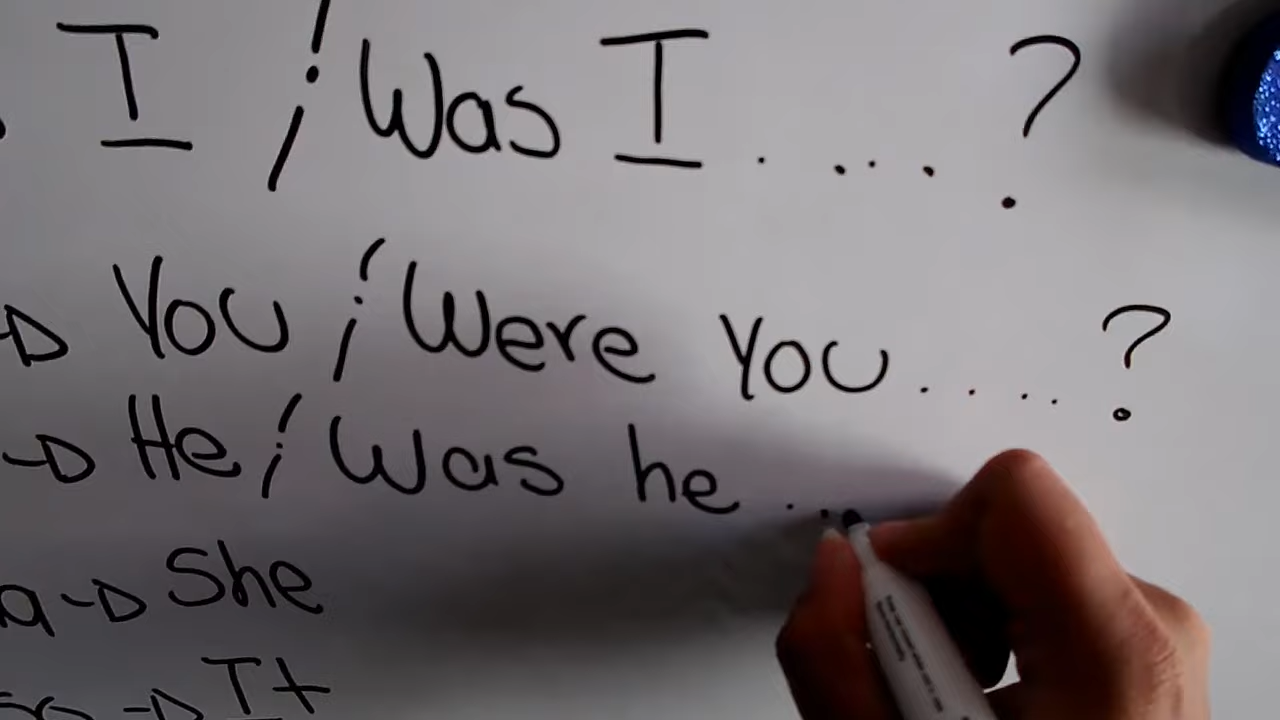 I / Was I .... ?
→ You / Were You ..... ?
→ He / Was he ...
a → She
→ It